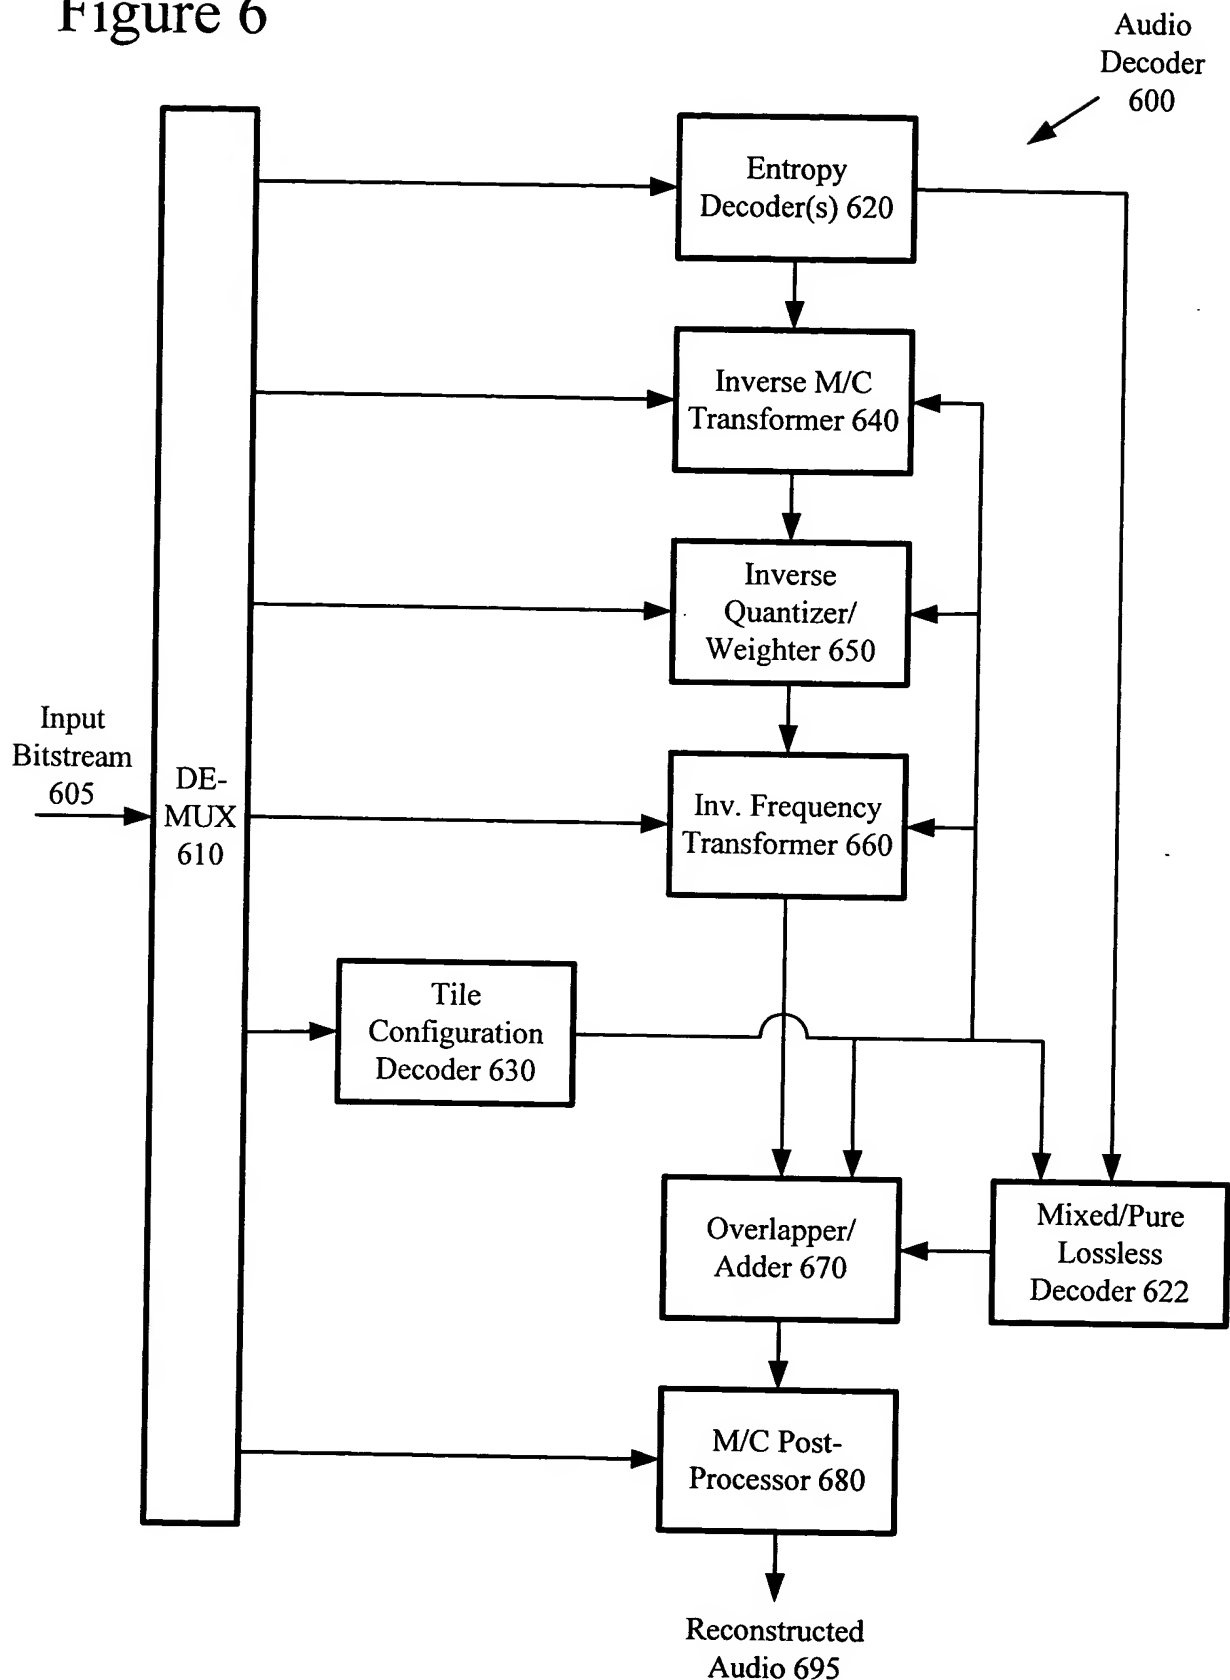 Figure 6
Audio
Decoder
600
Entropy
Decoder(s) 620
Inverse M/C
Transformer 640
Inverse
Quantizer/
Weighter 650
Input
Bitstream
605
DE-
MUX
610
Inv. Frequency
Transformer 660
Tile
Configuration
Decoder 630
Overlapper/
Adder 670
Mixed/Pure
Lossless
Decoder 622
M/C Post-
Processor 680
Reconstructed
Audio 695